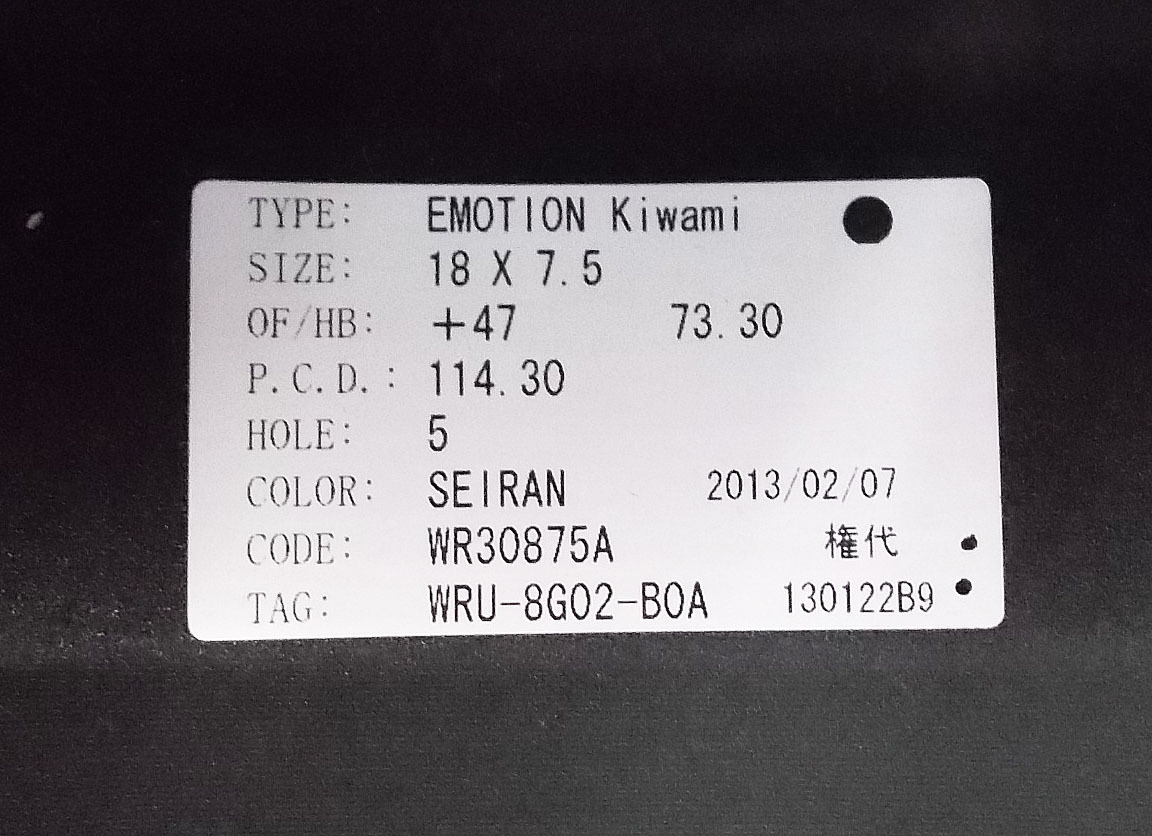 TYPE: EMOTION Kiwami
SIZE: 18 X 7.5
OF/HB: +47 73.30
P.C.D.: 114.30
HOLE: 5
COLOR: SEIRAN 2013/02/07
CODE: WR30875A 権代
TAG: WRU-8G02-B0A 130122B9